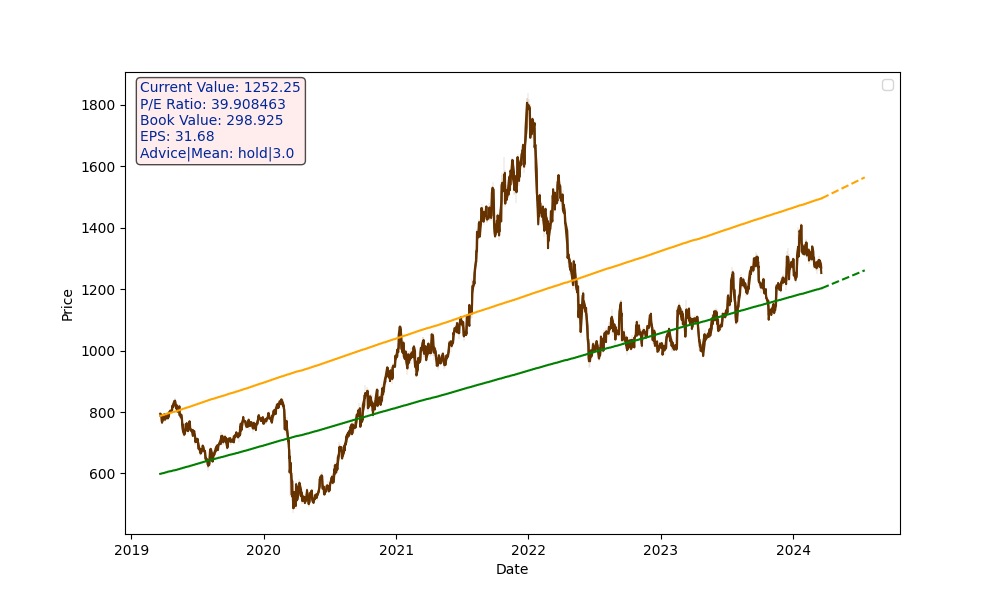 Current Value: 1252.25
P/E Ratio: 39.908463
Book Value: 298.925
EPS: 31.68
Advice|Mean: hold|3.0
1800
1600
1400
1200
1000
800
600
Price
2019 2020 2021 2022 2023 2024
Date